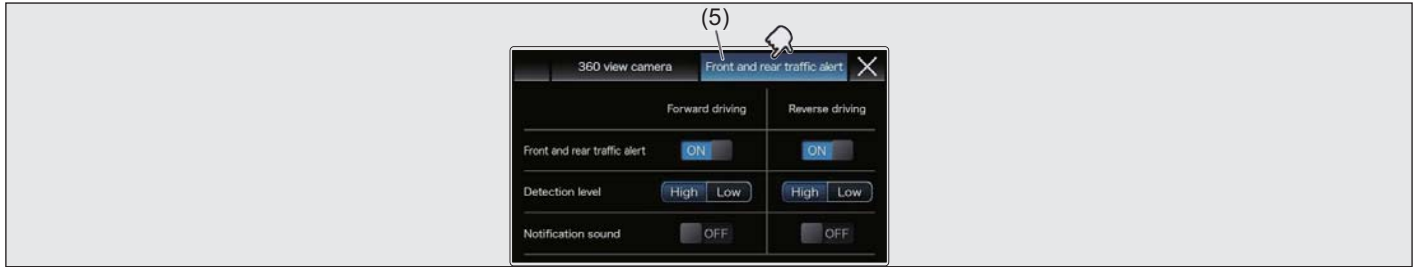 (5)
360 view camera Front and rear traffic alert
Forward driving Reverse driving
Front and rear traffic alert ON ON
Detection level High Low High Low
Notification sound OFF OFF